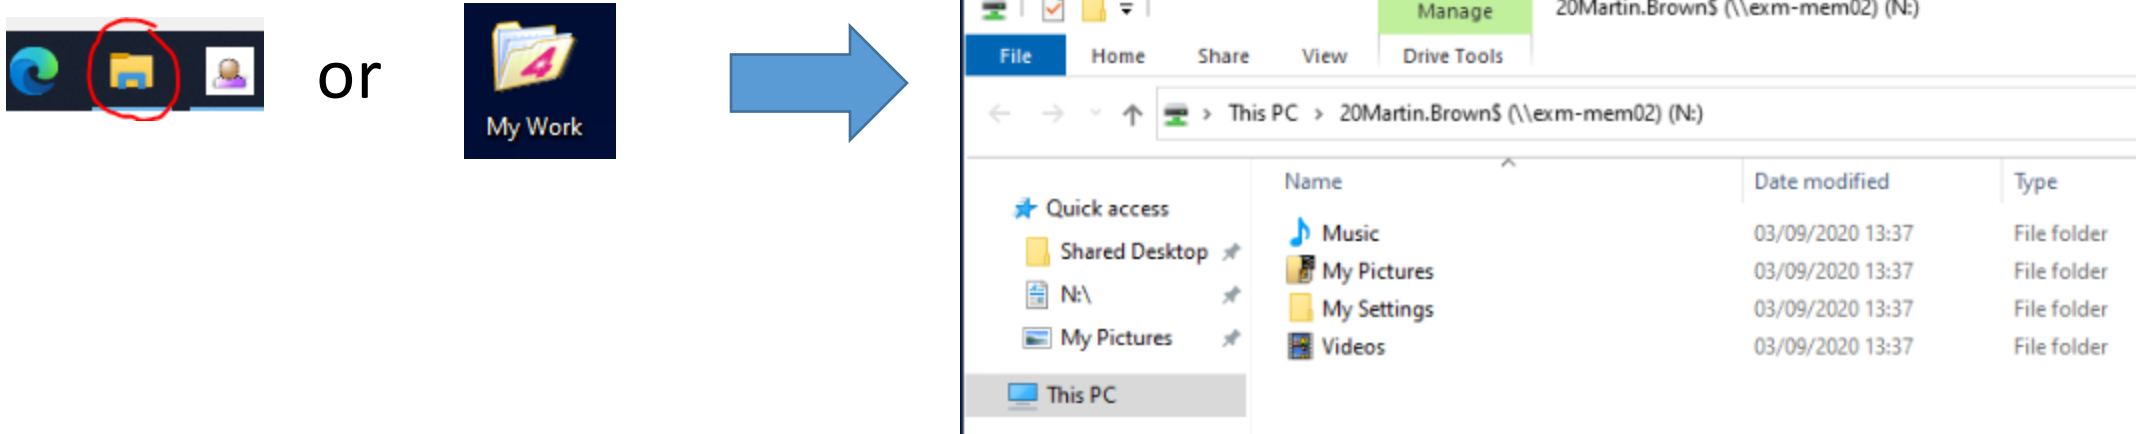 or
4
My Work
Manage
20Martin.Brown$ (\\exm-mem02) (N:)
File Home Share View Drive Tools
› This PC › 20Martin.Brown$ (\\exm-mem02) (N:)
Name Date modified Type
Quick access
Shared Desktop
N:\
My Pictures
This PC
Music 03/09/2020 13:37 File folder
My Pictures 03/09/2020 13:37 File folder
My Settings 03/09/2020 13:37 File folder
Videos 03/09/2020 13:37 File folder